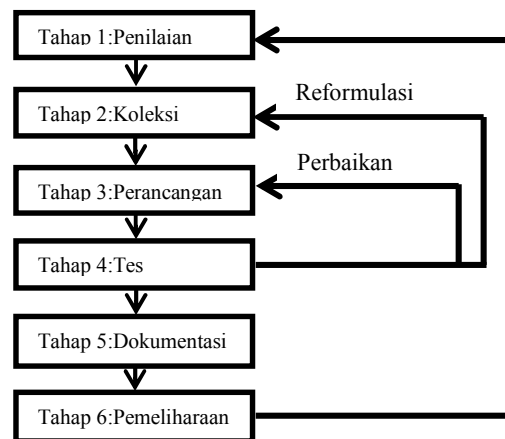 Tahap 1:Penilaian
Tahap 2:Koleksi
Reformulasi
Perbaikan
Tahap 3:Perancangan
Tahap 4:Tes
Tahap 5:Dokumentasi
Tahap 6:Pemeliharaan